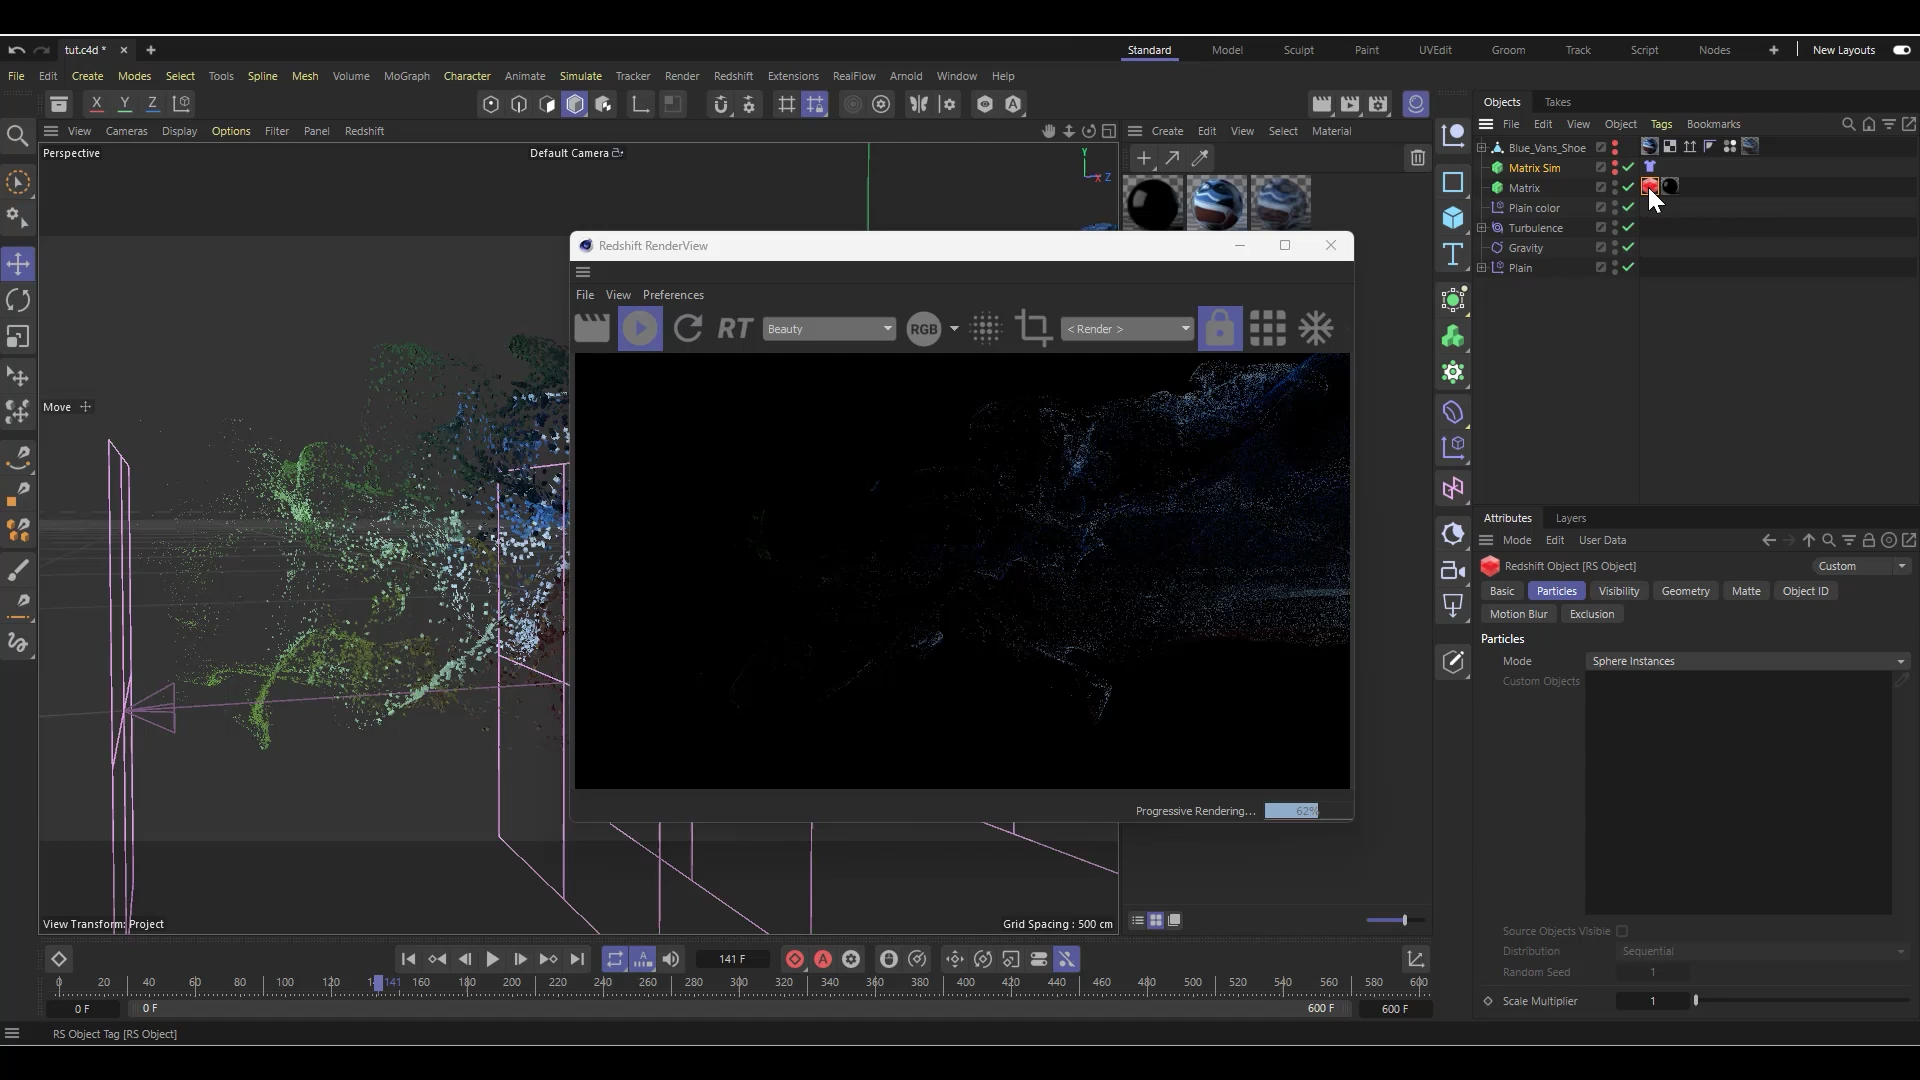 tut.c4d *
Standard Model Sculpt Paint UVEdit Groom Track Script Nodes New Layouts
File Edit Create Modes Select Tools Spline Mesh Volume MoGraph Character Animate Simulate Tracker Render Redshift Extensions RealFlow Arnold Window Help
X Y Z
Objects Takes
View Cameras Display Options Filter Panel Redshift
Create Edit View Select Material
File Edit View Object Tags Bookmarks
Perspective
Default Camera
Y
X Z
Blue_Vans_Shoe
Matrix Sim
Matrix
Plain color
Turbulence
Gravity
Plain
Redshift RenderView
File View Preferences
RT Beauty RGB < Render >
Move
Progressive Rendering... 62%
View Transform: Project
Grid Spacing : 500 cm
Attributes Layers
Mode Edit User Data
Redshift Object [RS Object]
Custom
Basic Particles Visibility Geometry Matte Object ID
Motion Blur Exclusion
Particles
Mode Sphere Instances
Custom Objects
Source Objects Visible
Distribution Sequential
Random Seed 1
Scale Multiplier 1
141 F
0 20 40 60 80 100 120 141 160 180 200 220 240 260 280 300 320 340 360 380 400 420 440 460 480 500 520 540 560 580 600
0 F 0 F 600 F 600 F
RS Object Tag [RS Object]